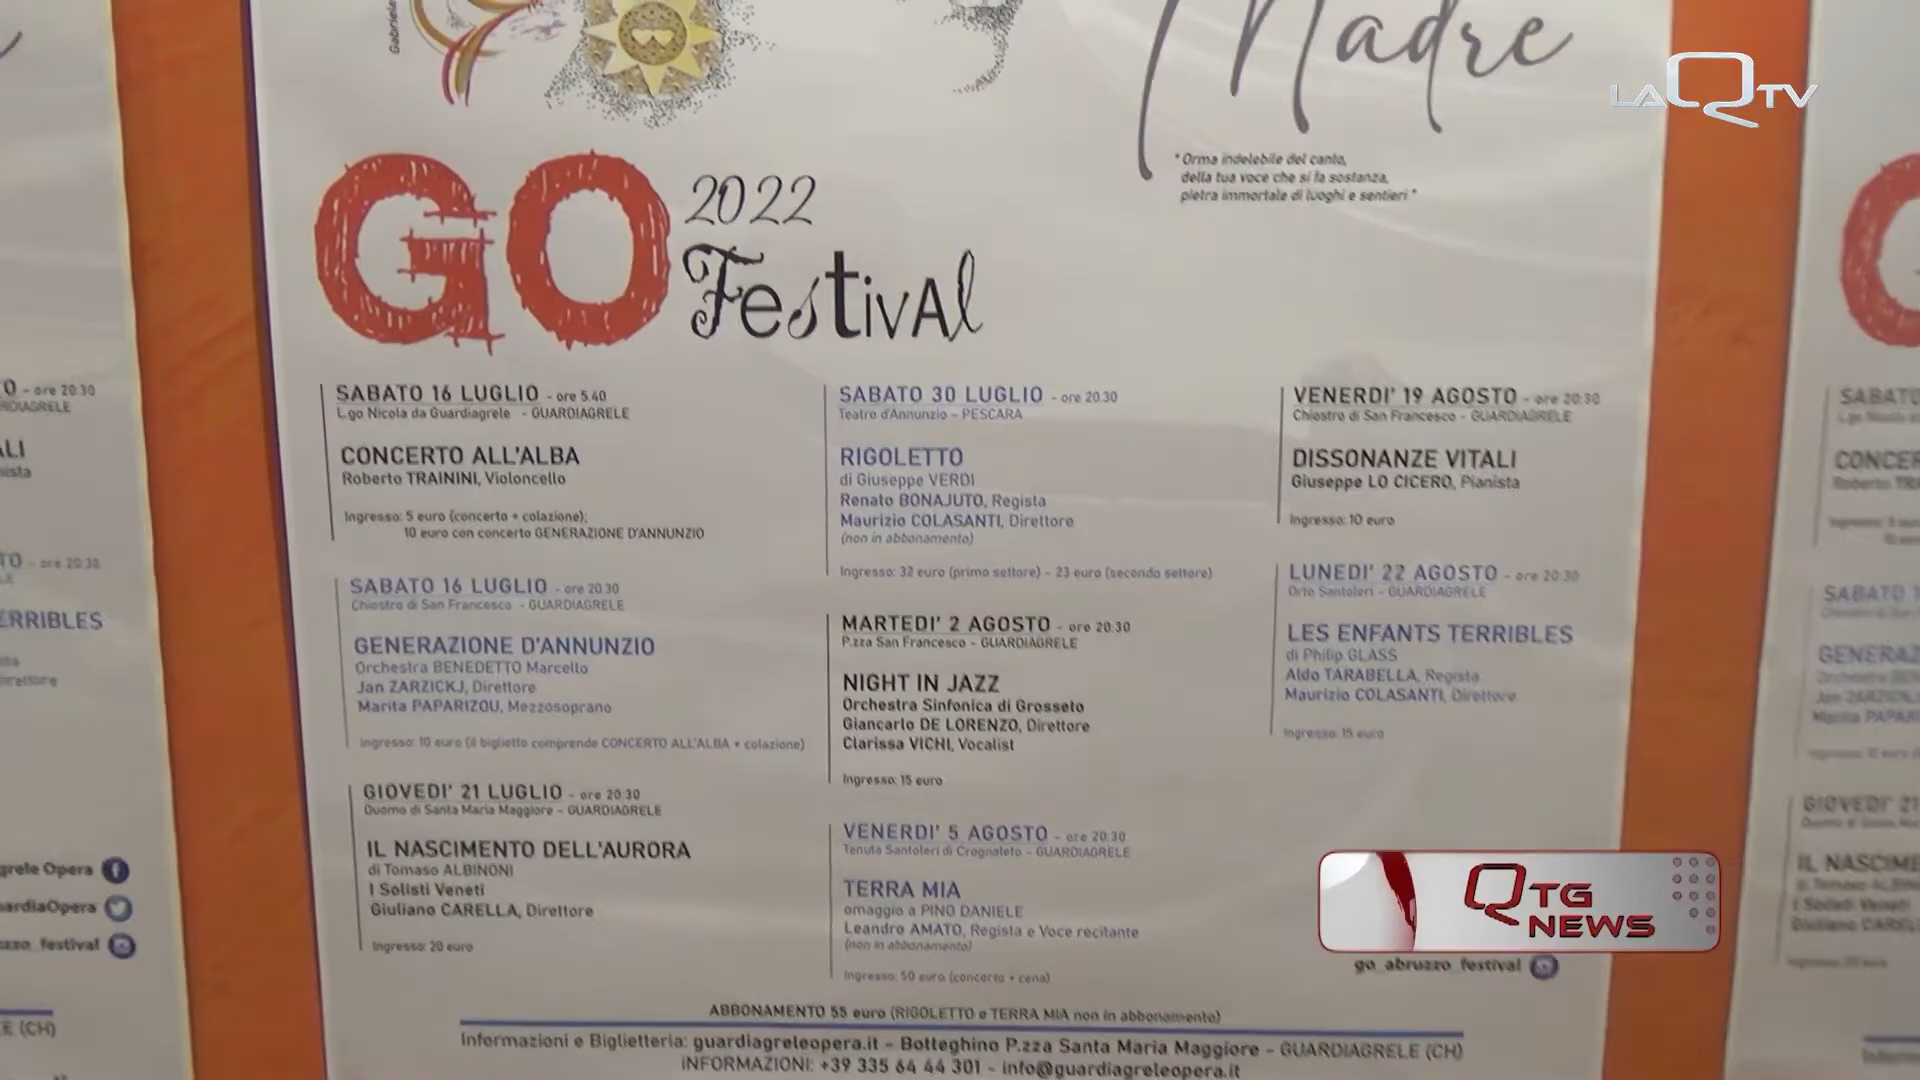 Gabriele
Madre
LAQTV
" Orma indelebile del canto,
della tua voce che si fa sostanza,
pietra immortale di luoghi e sentieri "
GO 2022
Festival
SABATO 16 LUGLIO - ore 5.40
L.go Nicola da Guardiagrele - GUARDIAGRELE
CONCERTO ALL'ALBA
Roberto TRAININI, Violoncello
Ingresso: 5 euro (concerto + colazione);
10 euro con concerto GENERAZIONE D'ANNUNZIO
SABATO 16 LUGLIO - ore 20.30
Chiostro di San Francesco - GUARDIAGRELE
GENERAZIONE D'ANNUNZIO
Orchestra BENEDETTO Marcello
Jan ZARZICKJ, Direttore
Marita PAPARIZOU, Mezzosoprano
Ingresso: 10 euro (il biglietto comprende CONCERTO ALL'ALBA + colazione)
GIOVEDI' 21 LUGLIO - ore 20:30
Duomo di Santa Maria Maggiore - GUARDIAGRELE
IL NASCIMENTO DELL'AURORA
di Tomaso ALBINONI
I Solisti Veneti
Giuliano CARELLA, Direttore
Ingresso: 20 euro
SABATO 30 LUGLIO - ore 20.30
Teatro d'Annunzio - PESCARA
RIGOLETTO
di Giuseppe VERDI
Renato BONAJUTO, Regista
Maurizio COLASANTI, Direttore
(non in abbonamento)
Ingresso: 32 euro (primo settore) - 23 euro (secondo settore)
MARTEDI' 2 AGOSTO - ore 20:30
P.zza San Francesco - GUARDIAGRELE
NIGHT IN JAZZ
Orchestra Sinfonica di Grosseto
Giancarlo DE LORENZO, Direttore
Clarissa VICHI, Vocalist
Ingresso: 15 euro
VENERDI' 5 AGOSTO - ore 20:30
Tenuta Santoleri di Crognaleto - GUARDIAGRELE
TERRA MIA
omaggio a PINO DANIELE
Leandro AMATO, Regista e Voce recitante
(non in abbonamento)
Ingresso: 50 euro (concerto + cena)
VENERDI' 19 AGOSTO - ore 20:30
Chiostro di San Francesco - GUARDIAGRELE
DISSONANZE VITALI
Giuseppe LO CICERO, Pianista
Ingresso: 10 euro
LUNEDI' 22 AGOSTO - ore 20:30
Orto Santoleri - GUARDIAGRELE
LES ENFANTS TERRIBLES
di Philip GLASS
Aldo TARABELLA, Regista
Maurizio COLASANTI, Direttore
Ingresso: 15 euro
QTG
NEWS
go_abruzzo_festival
ABBONAMENTO 55 euro (RIGOLETTO e TERRA MIA non in abbonamento)
Informazioni e Biglietteria: guardiagreleopera.it - Botteghino P.zza Santa Maria Maggiore - GUARDIAGRELE (CH)
INFORMAZIONI: +39 335 64 44 301 - info@guardiagreleopera.it